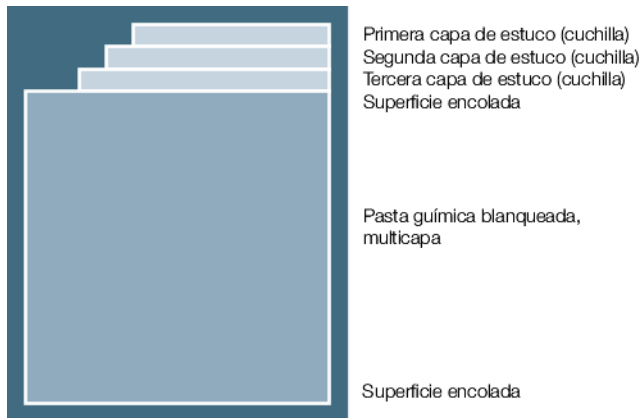 Primera capa de estuco (cuchilla)
Segunda capa de estuco (cuchilla)
Tercera capa de estuco (cuchilla)
Superficie encolada
Pasta guímica blanqueada,
multicapa
Superficie encolada